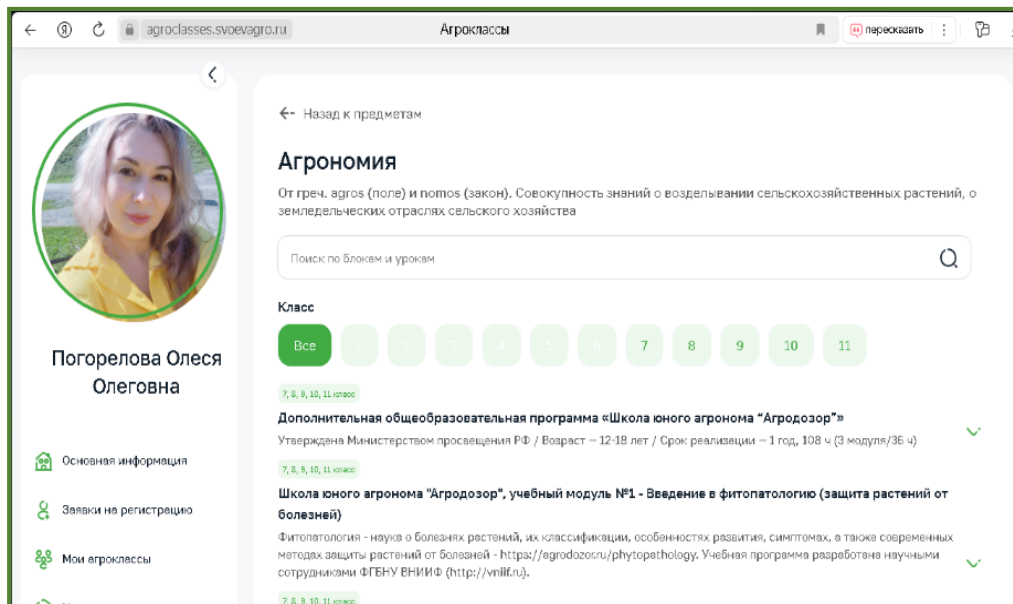 agroclasses.svoevagro.ru
Агроклассы
пересказать
Назад к предметам
Агрономия
От греч. agros (поле) и nomos (закон). Совокупность знаний о возделывании сельскохозяйственных растений, о
земледельческих отраслях сельского хозяйства
Поиск по блокам и урокам
Класс
Все 1 2 3 4 5 6 7 8 9 10 11
7, 8, 9, 10, 11 класс
Дополнительная общеобразовательная программа «Школа юного агронома “Агродозор”»
Утверждена Министерством просвещения РФ / Возраст – 12-18 лет / Срок реализации – 1 год, 108 ч (3 модуля/36 ч)
7, 8, 9, 10, 11 класс
Школа юного агронома "Агродозор", учебный модуль №1 - Введение в фитопатологию (защита растений от
болезней)
Фитопатология - наука о болезнях растений, их классификации, особенностях развития, симптомах, а также современных
методах защиты растений от болезней - https://agrodozor.ru/phytopathology. Учебная программа разработана научными
сотрудниками ФГБНУ ВНИИФ (http://vniif.ru).
7, 8, 9, 10, 11 класс
Погорелова Олеся
Олеговна
Основная информация
Заявки на регистрацию
Мои агроклассы